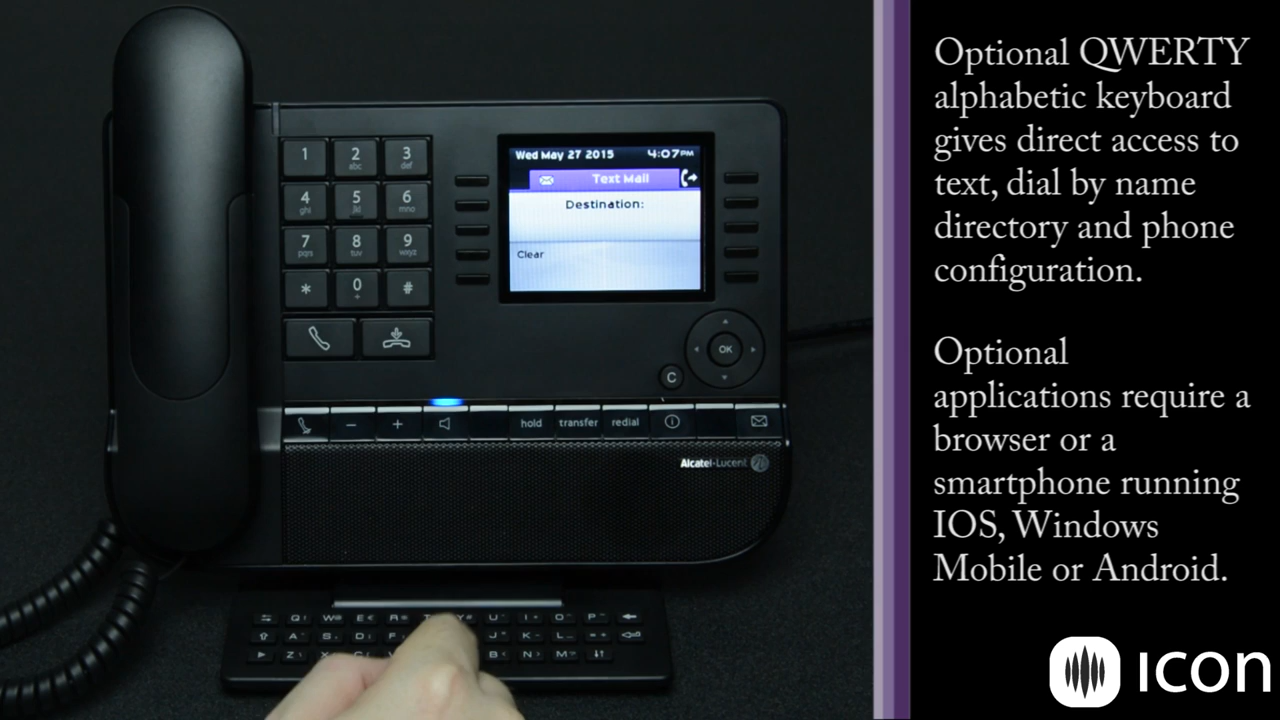 Optional QWERTY
alphabetic keyboard
gives direct access to
text, dial by name
directory and phone
configuration.
Optional
applications require a
browser or a
smartphone running
IOS, Windows
Mobile or Android.
icon
Wed May 27 2015 4:07PM
Text Mail
Destination:
Clear
1 2 3
abc def
4 5 6
ghi jkl mno
7 8 9
pqrs tuv wxyz
* 0 #
+
OK
C
− + hold transfer redial
Alcatel-Lucent
Q W E R T Y U I O P
A S D F J K L
Z X C B N M